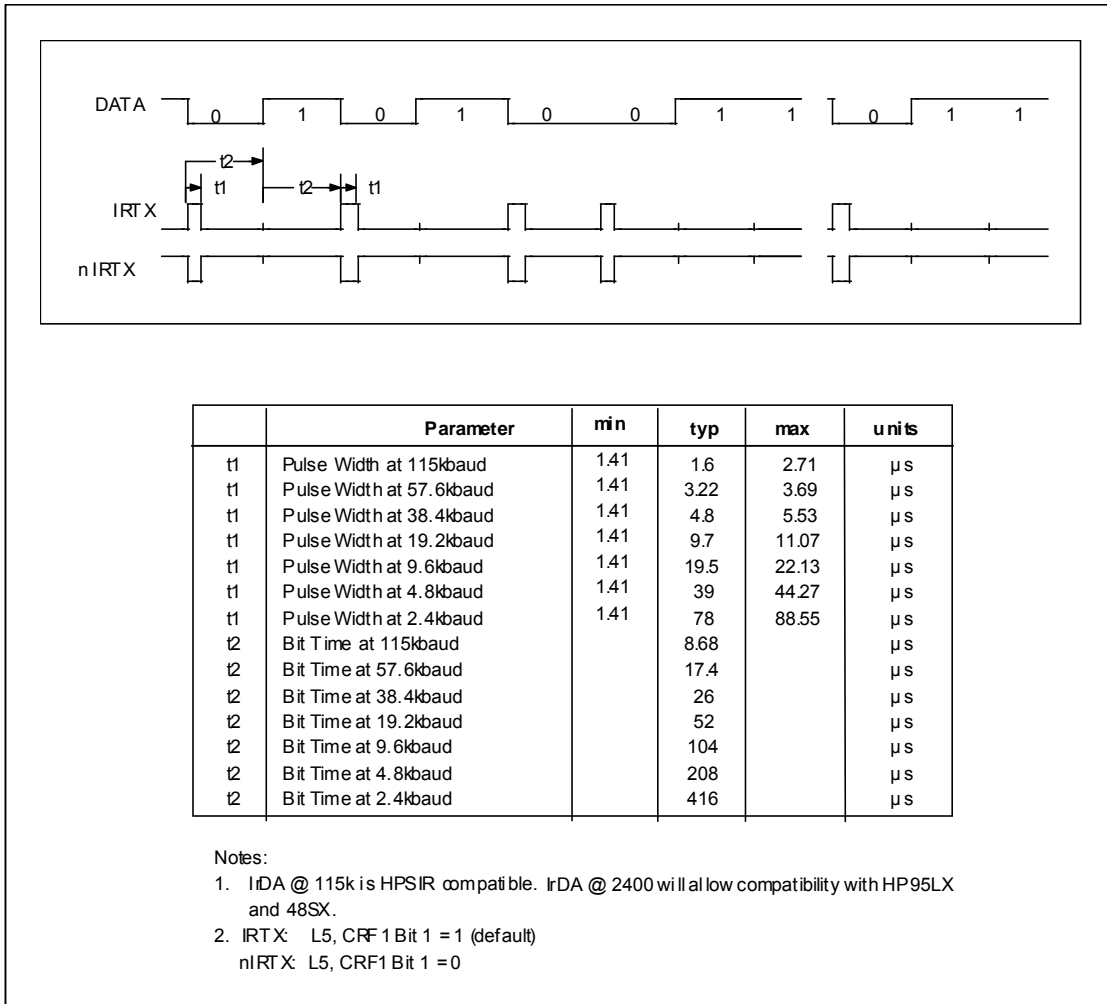 DATA 0 1 0 1 0 0 1 1 0 1 1
t2
t1 t2 t1
IRTX
nIRTX
Parameter min typ max units
t1 Pulse Width at 115kbaud 1.41 1.6 2.71 µs
t1 Pulse Width at 57.6kbaud 1.41 3.22 3.69 µs
t1 Pulse Width at 38.4kbaud 1.41 4.8 5.53 µs
t1 Pulse Width at 19.2kbaud 1.41 9.7 11.07 µs
t1 Pulse Width at 9.6kbaud 1.41 19.5 22.13 µs
t1 Pulse Width at 4.8kbaud 1.41 39 44.27 µs
t1 Pulse Width at 2.4kbaud 1.41 78 88.55 µs
t2 Bit Time at 115kbaud 8.68 µs
t2 Bit Time at 57.6kbaud 17.4 µs
t2 Bit Time at 38.4kbaud 26 µs
t2 Bit Time at 19.2kbaud 52 µs
t2 Bit Time at 9.6kbaud 104 µs
t2 Bit Time at 4.8kbaud 208 µs
t2 Bit Time at 2.4kbaud 416 µs
Notes:
1. IrDA @ 115k is HPSIR compatible. IrDA @ 2400 will allow compatibility with HP95LX
and 48SX.
2. IRTX: L5, CRF1 Bit 1 = 1 (default)
nIRTX: L5, CRF1 Bit 1 = 0